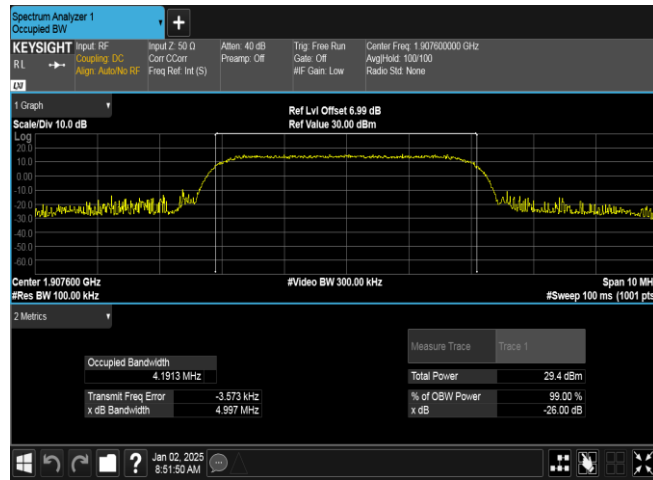 Spectrum Analyzer 1
Occupied BW
+
KEYSIGHT
RL
LXI
Input: RF
Coupling: DC
Align: Auto/No RF
Input Z: 50 Ω
Corr CCorr
Freq Ref: Int (S)
Atten: 40 dB
Preamp: Off
Trig: Free Run
Gate: Off
#IF Gain: Low
Center Freq: 1.907600000 GHz
Avg|Hold: 100/100
Radio Std: None
1 Graph
Scale/Div 10.0 dB
Ref Lvl Offset 6.99 dB
Ref Value 30.00 dBm
Log
20.0
10.0
0.00
-10.0
-20.0
-30.0
-40.0
-50.0
-60.0
Center 1.907600 GHz
#Video BW 300.00 kHz
Span 10 MH
#Res BW 100.00 kHz
#Sweep 100 ms (1001 pts
2 Metrics
Measure Trace
Trace 1
Occupied Bandwidth
4.1913 MHz
Total Power
29.4 dBm
Transmit Freq Error
-3.573 kHz
% of OBW Power
99.00 %
x dB Bandwidth
4.997 MHz
x dB
-26.00 dB
?
Jan 02, 2025
8:51:50 AM